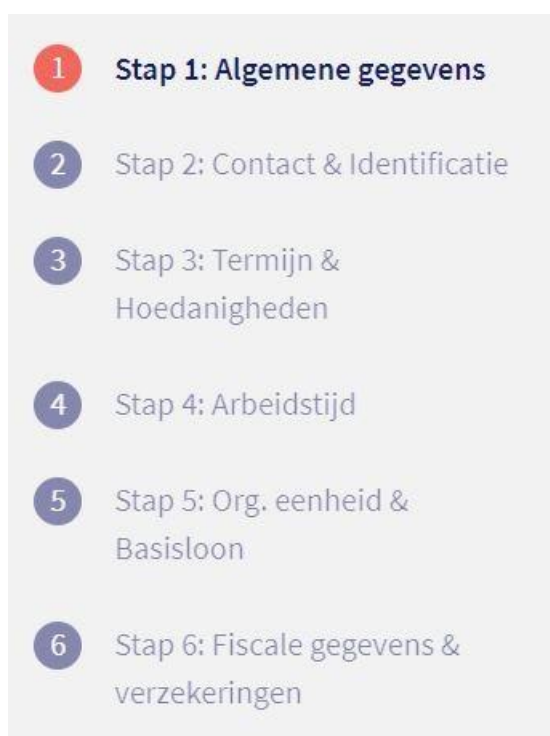 1 Stap 1: Algemene gegevens
2 Stap 2: Contact & Identificatie
3 Stap 3: Termijn &
Hoedanigheden
4 Stap 4: Arbeidstijd
5 Stap 5: Org. eenheid &
Basisloon
6 Stap 6: Fiscale gegevens &
verzekeringen